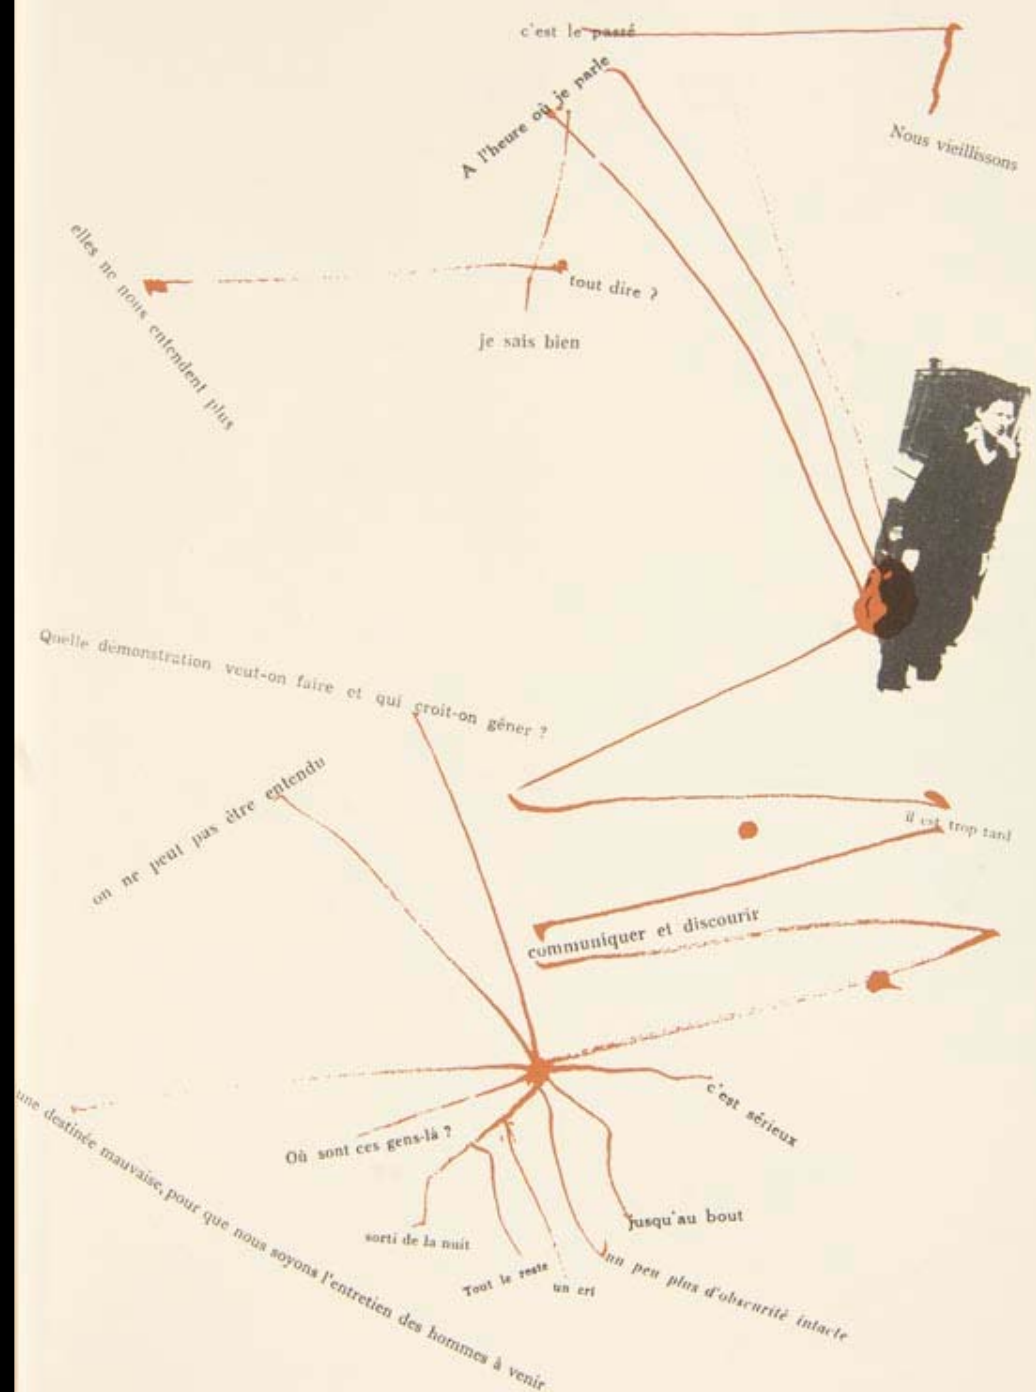 c'est le passé
A l'heure où je parle
Nous vieillissons
elles ne nous entendent plus
tout dire ?
je sais bien
Quelle démonstration veut-on faire et qui croit-on gêner ?
on ne peut pas être entendu
il est trop tard
communiquer et discourir
c'est sérieux
une destinée mauvaise, pour que nous soyons l'entretien des hommes à venir
Où sont ces gens-là ?
jusqu'au bout
sorti de la nuit
Tout le reste
un cri
un peu plus d'obscurité intacte